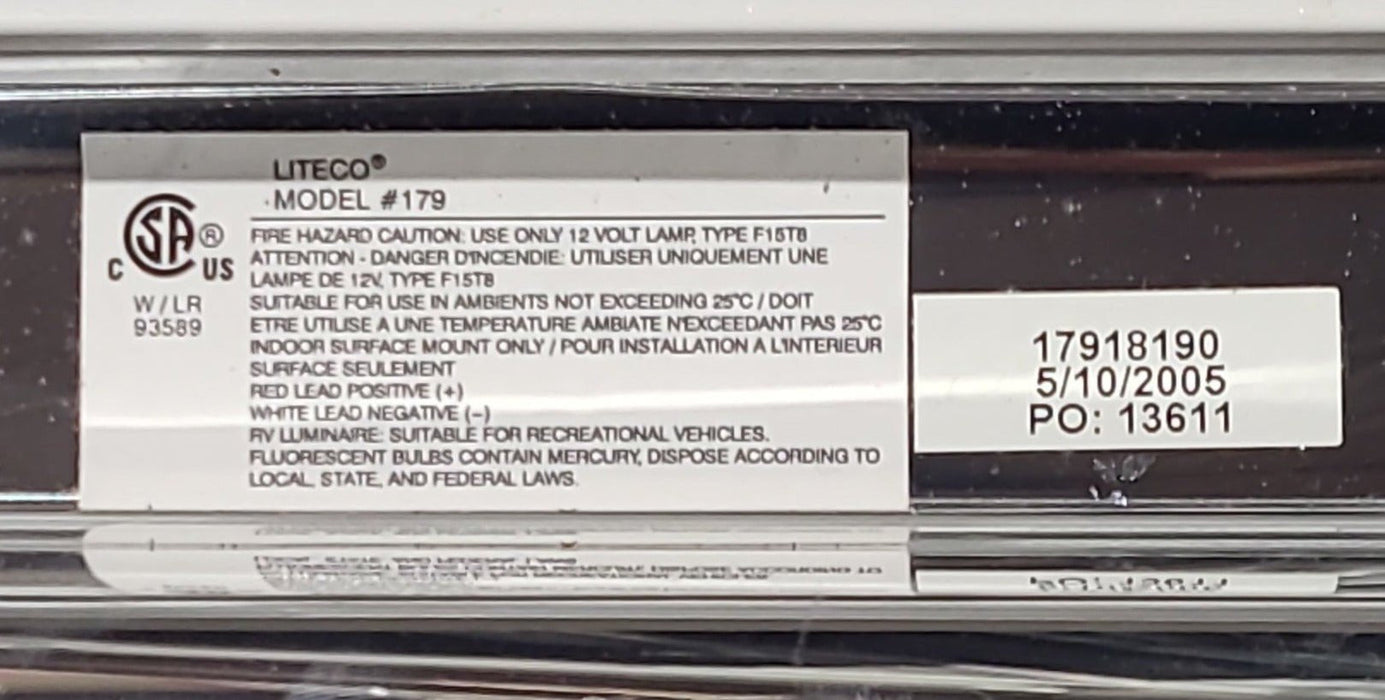 LITECO®
MODEL #179
SA ®
C US
W / LR
93589
FIRE HAZARD CAUTION: USE ONLY 12 VOLT LAMP, TYPE F15T8
ATTENTION - DANGER D'INCENDIE: UTILISER UNIQUEMENT UNE
LAMPE DE 12V, TYPE F15T8
SUITABLE FOR USE IN AMBIENTS NOT EXCEEDING 25°C / DOIT
ETRE UTILISE A UNE TEMPERATURE AMBIATE N'EXCEEDANT PAS 25°C
INDOOR SURFACE MOUNT ONLY / POUR INSTALLATION A L'INTERIEUR
SURFACE SEULEMENT
RED LEAD POSITIVE (+)
WHITE LEAD NEGATIVE (-)
RV LUMINAIRE: SUITABLE FOR RECREATIONAL VEHICLES.
FLUORESCENT BULBS CONTAIN MERCURY, DISPOSE ACCORDING TO
LOCAL, STATE, AND FEDERAL LAWS.
17918190
5/10/2005
PO: 13611